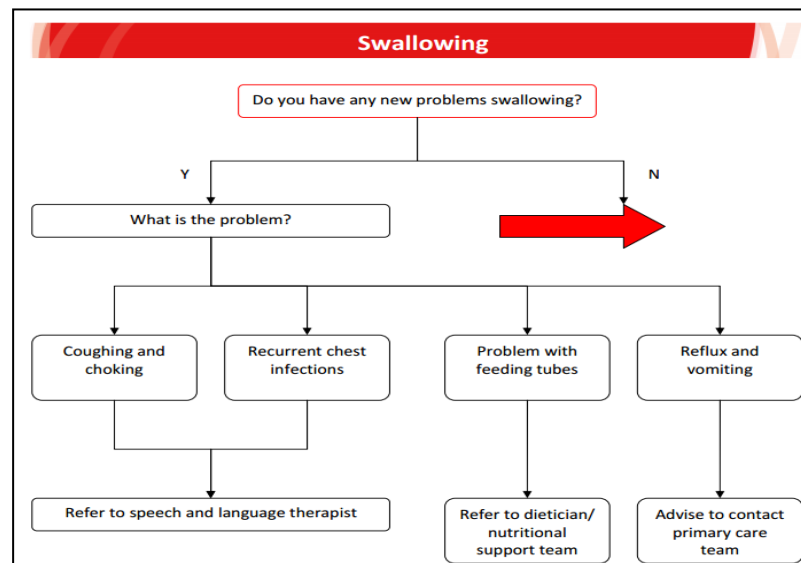 Swallowing
Do you have any new problems swallowing?
Y
N
What is the problem?
Coughing and
choking
Recurrent chest
infections
Problem with
feeding tubes
Reflux and
vomiting
Refer to speech and language therapist
Refer to dietician/
nutritional
support team
Advise to contact
primary care
team